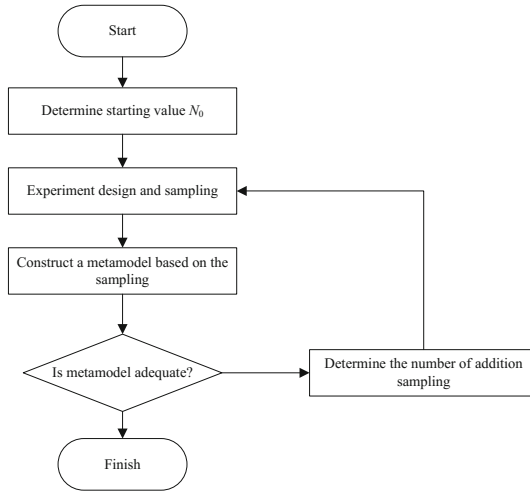 Start
Determine starting value N₀
Experiment design and sampling
Construct a metamodel based on the
sampling
Is metamodel adequate?
Determine the number of addition
sampling
Finish